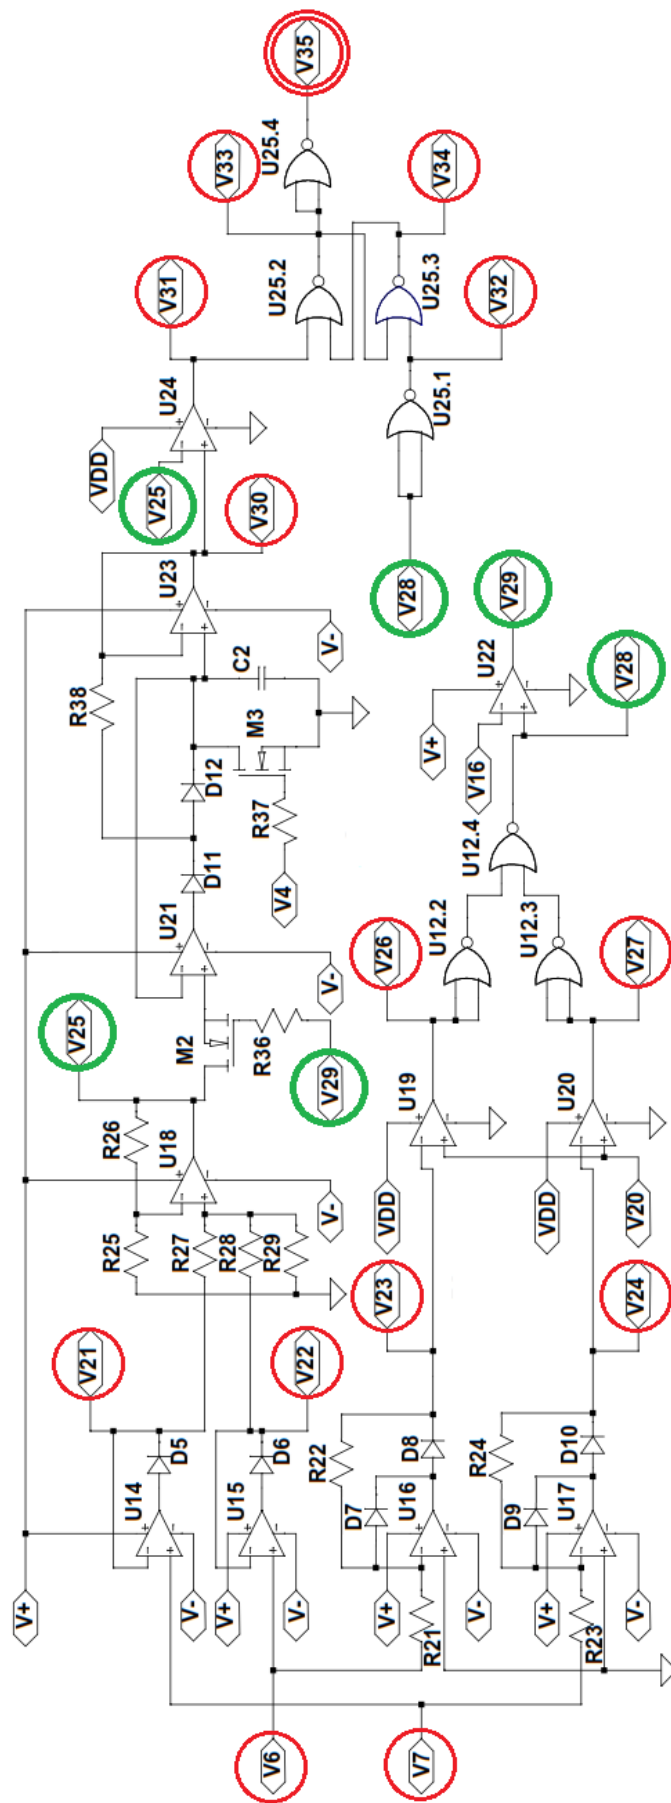 V35
V33
U25.4
V34
V31
U25.2
U25.3
V32
U24
U25.1
VDD
V25
V30
V28
U23
V-
V29
R38
C2
U22
V28
M3
V+
D12
V16
R37
D11
V4
U12.4
U21
V-
U12.2
U12.3
V26
V27
V25
M2
R36
V29
U19
U20
R26
U18
V-
VDD
VDD
V20
R25
R27
R28
R29
V23
V24
V21
V22
D5
D6
R22
D8
R24
D10
U14
U15
D7
U16
D9
U17
V+
V-
V+
V-
V+
V-
V+
V-
R21
R23
V6
V7